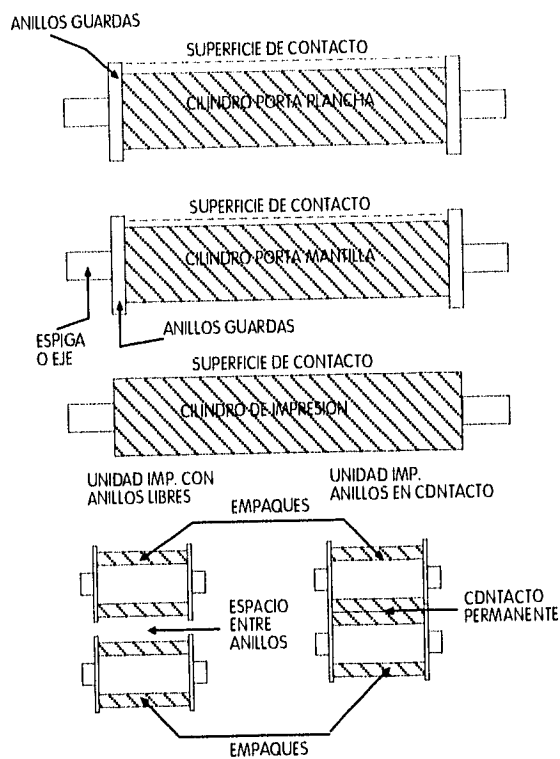 ANILLOS GUARDAS
SUPERFICIE DE CONTACTO
CILINDRO PORTA PLANCHA
SUPERFICIE DE CONTACTO
CILINDRO PORTA MANTILLA
ESPIGA
O EJE
ANILLOS GUARDAS
SUPERFICIE DE CONTACTO
CILINDRO DE IMPRESIÓN
UNIDAD IMP. CON
ANILLOS LIBRES
UNIDAD IMP.
ANILLOS EN CONTACTO
EMPAQUES
ESPACIO
ENTRE
ANILLOS
CONTACTO
PERMANENTE
EMPAQUES